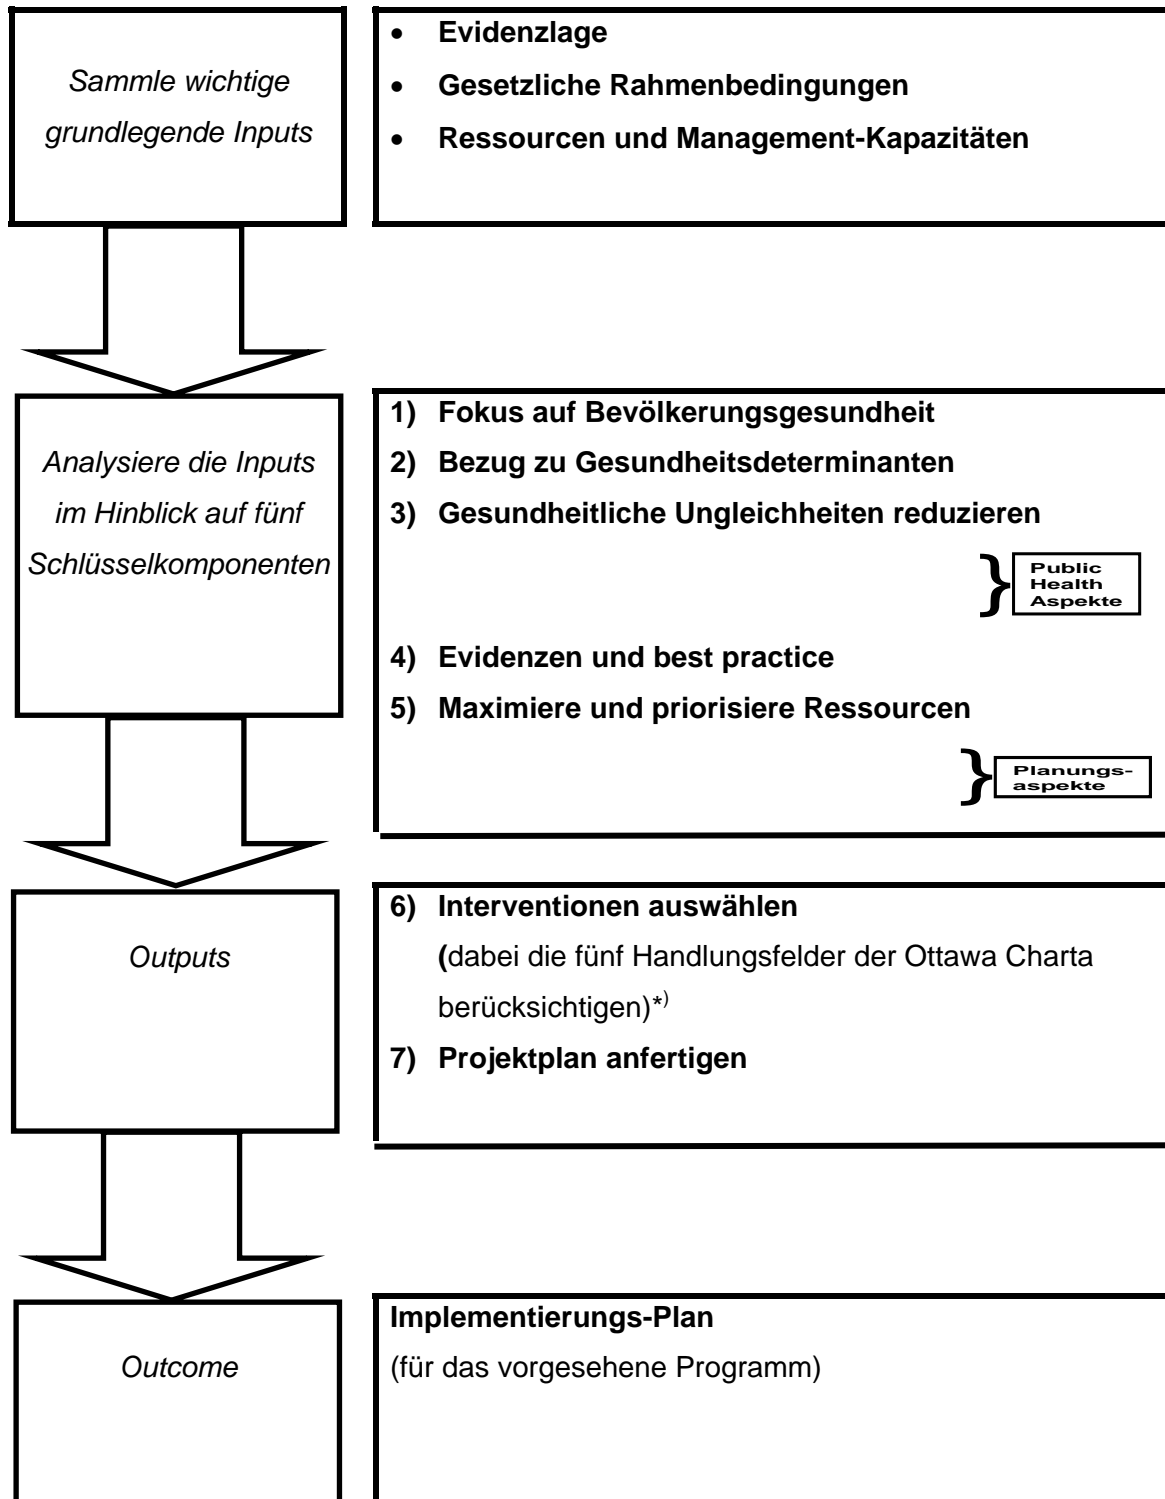 Sammle wichtige
grundlegende Inputs
• Evidenzlage
• Gesetzliche Rahmenbedingungen
• Ressourcen und Management-Kapazitäten
Analysiere die Inputs
im Hinblick auf fünf
Schlüsselkomponenten
1) Fokus auf Bevölkerungsgesundheit
2) Bezug zu Gesundheitsdeterminanten
3) Gesundheitliche Ungleichheiten reduzieren
} Public
Health
Aspekte
4) Evidenzen und best practice
5) Maximiere und priorisiere Ressourcen
} Planungs-
aspekte
Outputs
6) Interventionen auswählen
(dabei die fünf Handlungsfelder der Ottawa Charta
berücksichtigen)*)
7) Projektplan anfertigen
Outcome
Implementierungs-Plan
(für das vorgesehene Programm)